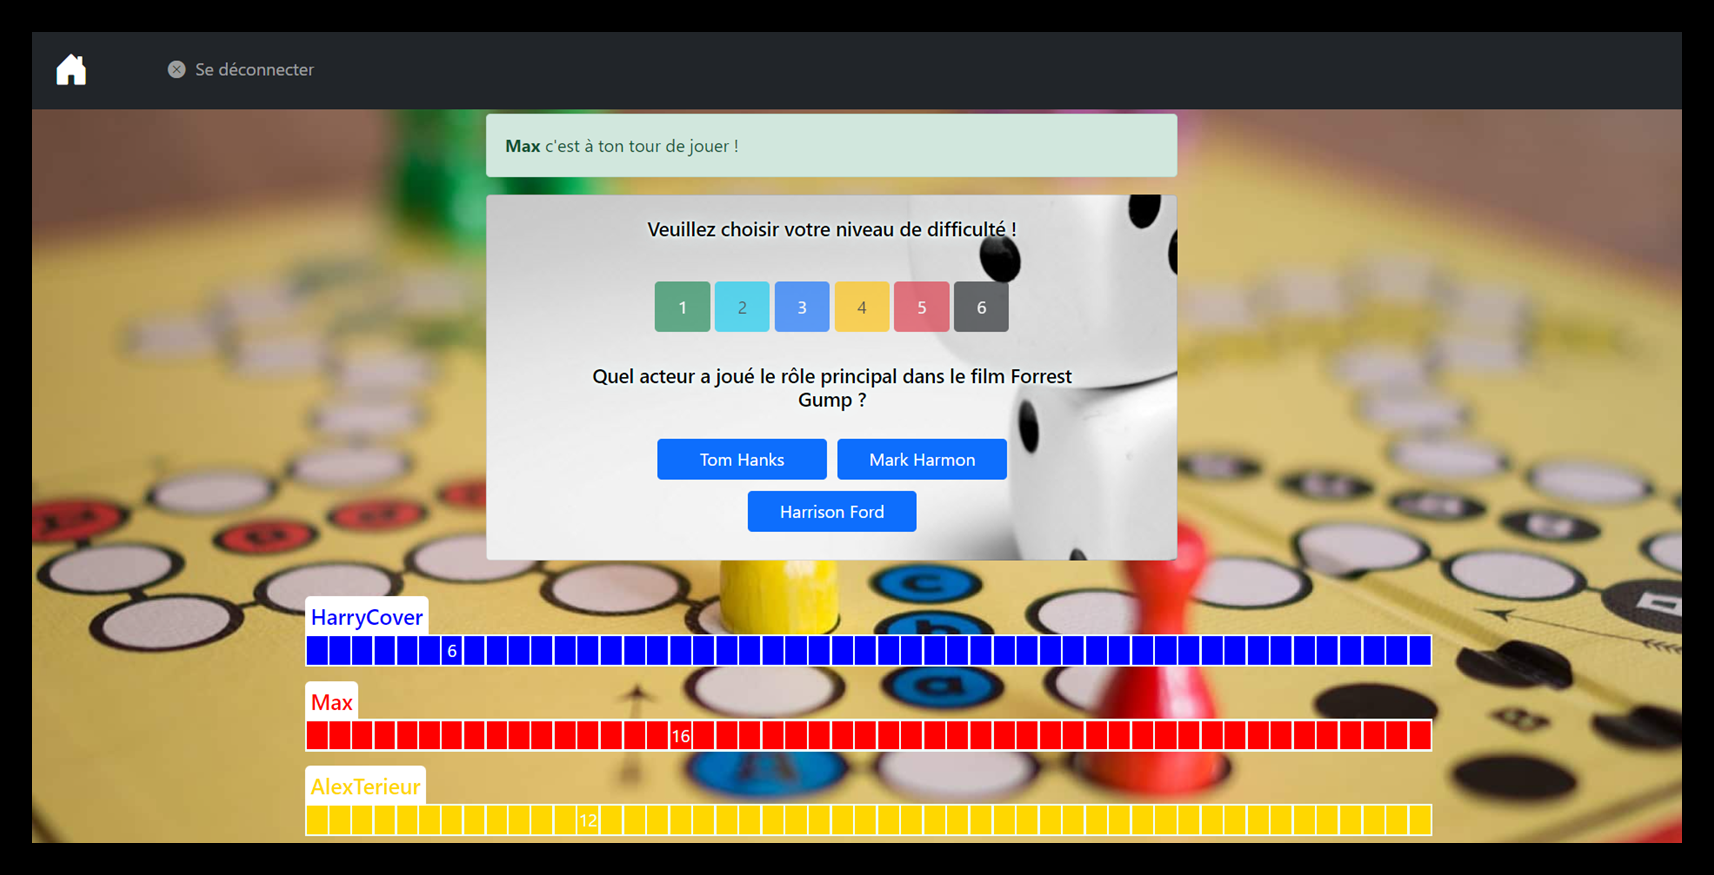 Se déconnecter
Max c'est à ton tour de jouer !
Veuillez choisir votre niveau de difficulté !
1 2 3 4 5 6
Quel acteur a joué le rôle principal dans le film Forrest
Gump ?
Tom Hanks Mark Harmon
Harrison Ford
HarryCover
6
Max
16
AlexTerieur
12